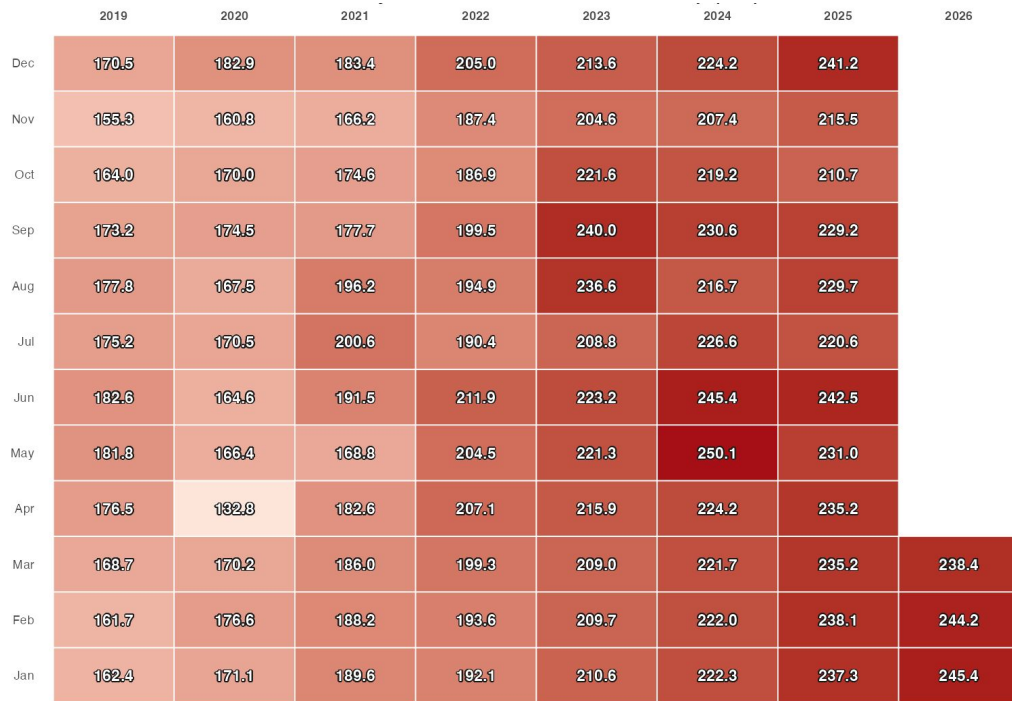 2019 2020 2021 2022 2023 2024 2025 2026
Dec 170.5 182.9 183.4 205.0 213.6 224.2 241.2
Nov 155.3 160.8 166.2 187.4 204.6 207.4 215.5
Oct 164.0 170.0 174.6 186.9 221.6 219.2 210.7
Sep 173.2 174.5 177.7 199.5 240.0 230.6 229.2
Aug 177.8 167.5 196.2 194.9 236.6 216.7 229.7
Jul 175.2 170.5 200.6 190.4 208.8 226.6 220.6
Jun 182.6 164.6 191.5 211.9 223.2 245.4 242.5
May 181.8 166.4 168.8 204.5 221.3 250.1 231.0
Apr 176.5 132.8 182.6 207.1 215.9 224.2 235.2
Mar 168.7 170.2 186.0 199.3 209.0 221.7 235.2 238.4
Feb 161.7 176.6 188.2 193.6 209.7 222.0 238.1 244.2
Jan 162.4 171.1 189.6 192.1 210.6 222.3 237.3 245.4